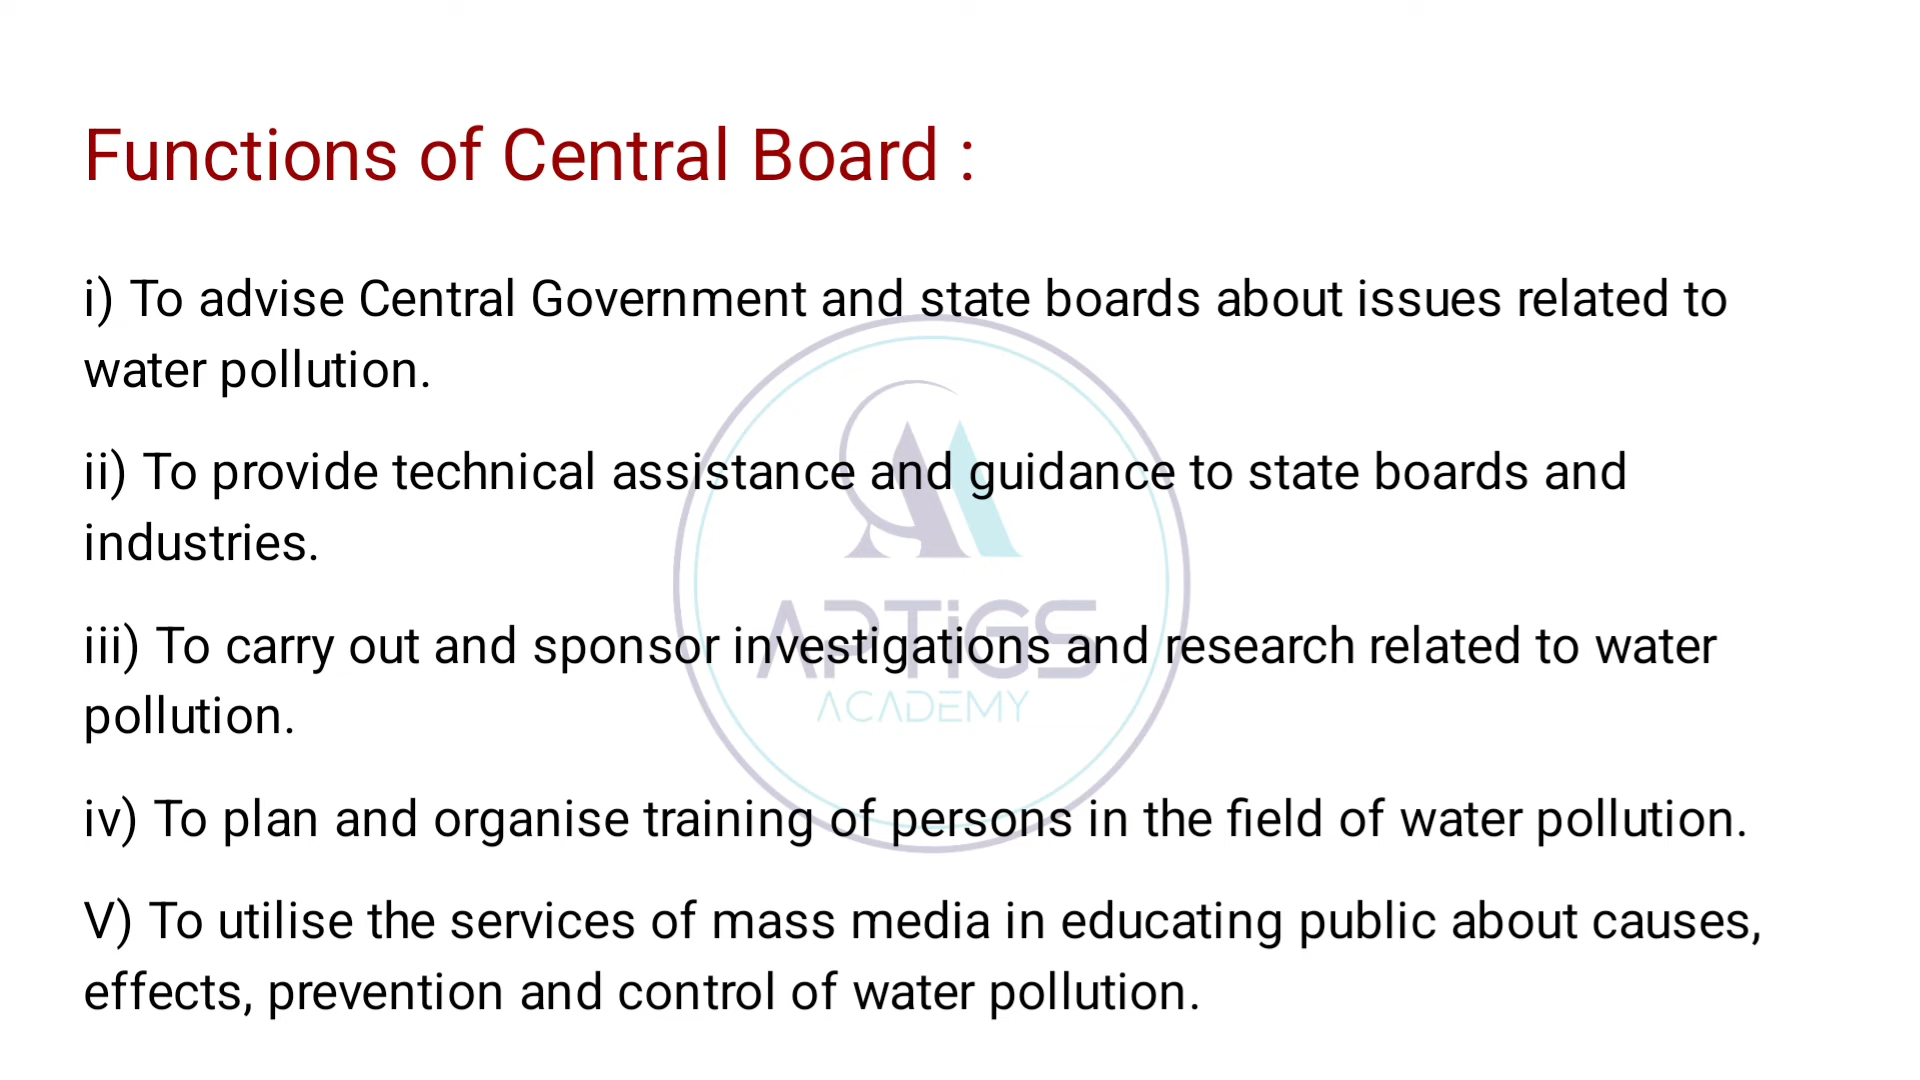 Functions of Central Board :
i) To advise Central Government and state boards about issues related to
water pollution.
ii) To provide technical assistance and guidance to state boards and
industries.
iii) To carry out and sponsor investigations and research related to water
pollution.
iv) To plan and organise training of persons in the field of water pollution.
V) To utilise the services of mass media in educating public about causes,
effects, prevention and control of water pollution.
APTiGS
ACADEMY